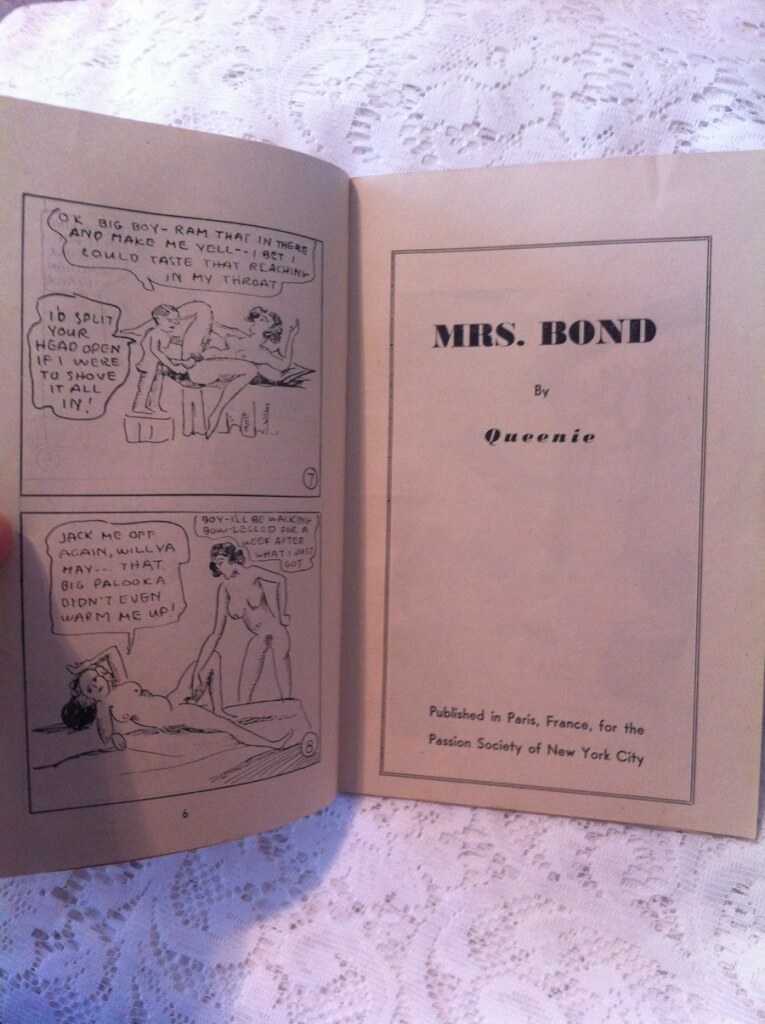 OK BIG BOY - RAM THAT IN THERE
AND MAKE ME YELL -- I BET I
COULD TASTE THAT REACHING
IN MY THROAT
I'D SPLIT
YOUR
HEAD OPEN
IF I WERE
TO SHOVE
IT ALL
IN!
7
BOY-I'LL BE WALKING
BOW-LEGGED FOR A
WEEK AFTER
WHAT I JUST
GOT
JACK ME OFF
AGAIN, WILLYA
MAY--- THAT
BIG PALOOKA
DIDN'T EVEN
WARM ME UP!
8
6
MRS. BOND
By
Queenie
Published in Paris, France, for the
Passion Society of New York City